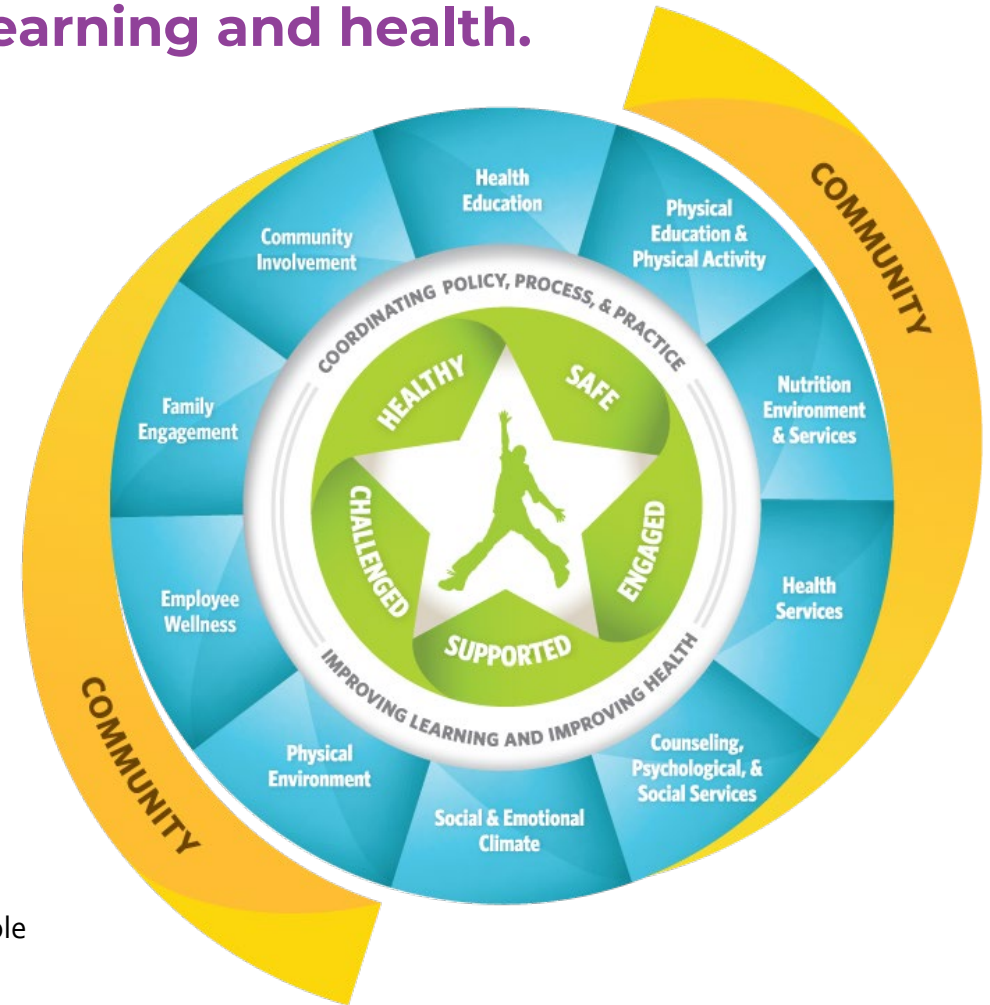 earning and health.
COMMUNITY
Health
Education
Physical
Education &
Physical Activity
Nutrition
Environment
& Services
Health
Services
Counseling,
Psychological, &
Social Services
Social & Emotional
Climate
Physical
Environment
Employee
Wellness
Family
Engagement
Community
Involvement
COORDINATING POLICY, PROCESS, & PRACTICE
IMPROVING LEARNING AND IMPROVING HEALTH
HEALTHY
SAFE
ENGAGED
SUPPORTED
CHALLENGED
COMMUNITY